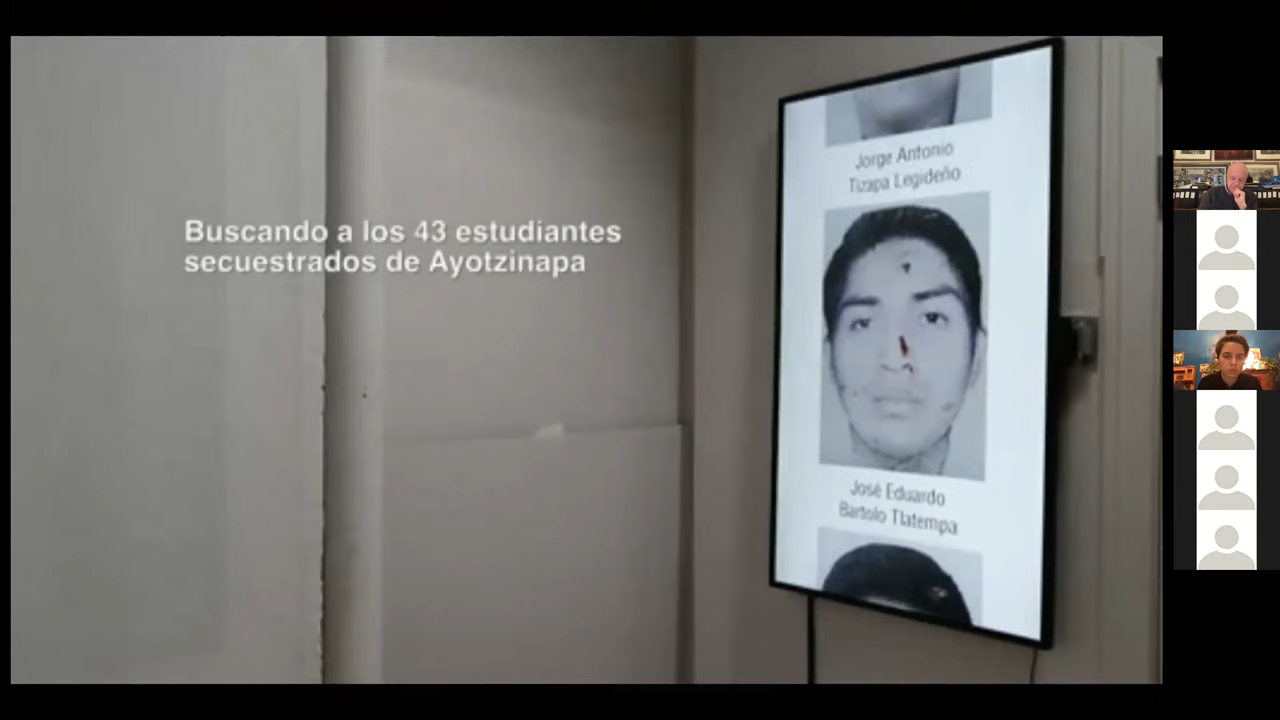 Buscando a los 43 estudiantes
secuestrados de Ayotzinapa
Jorge Antonio
Tizapa Legideño
José Eduardo
Bartolo Tlatempa